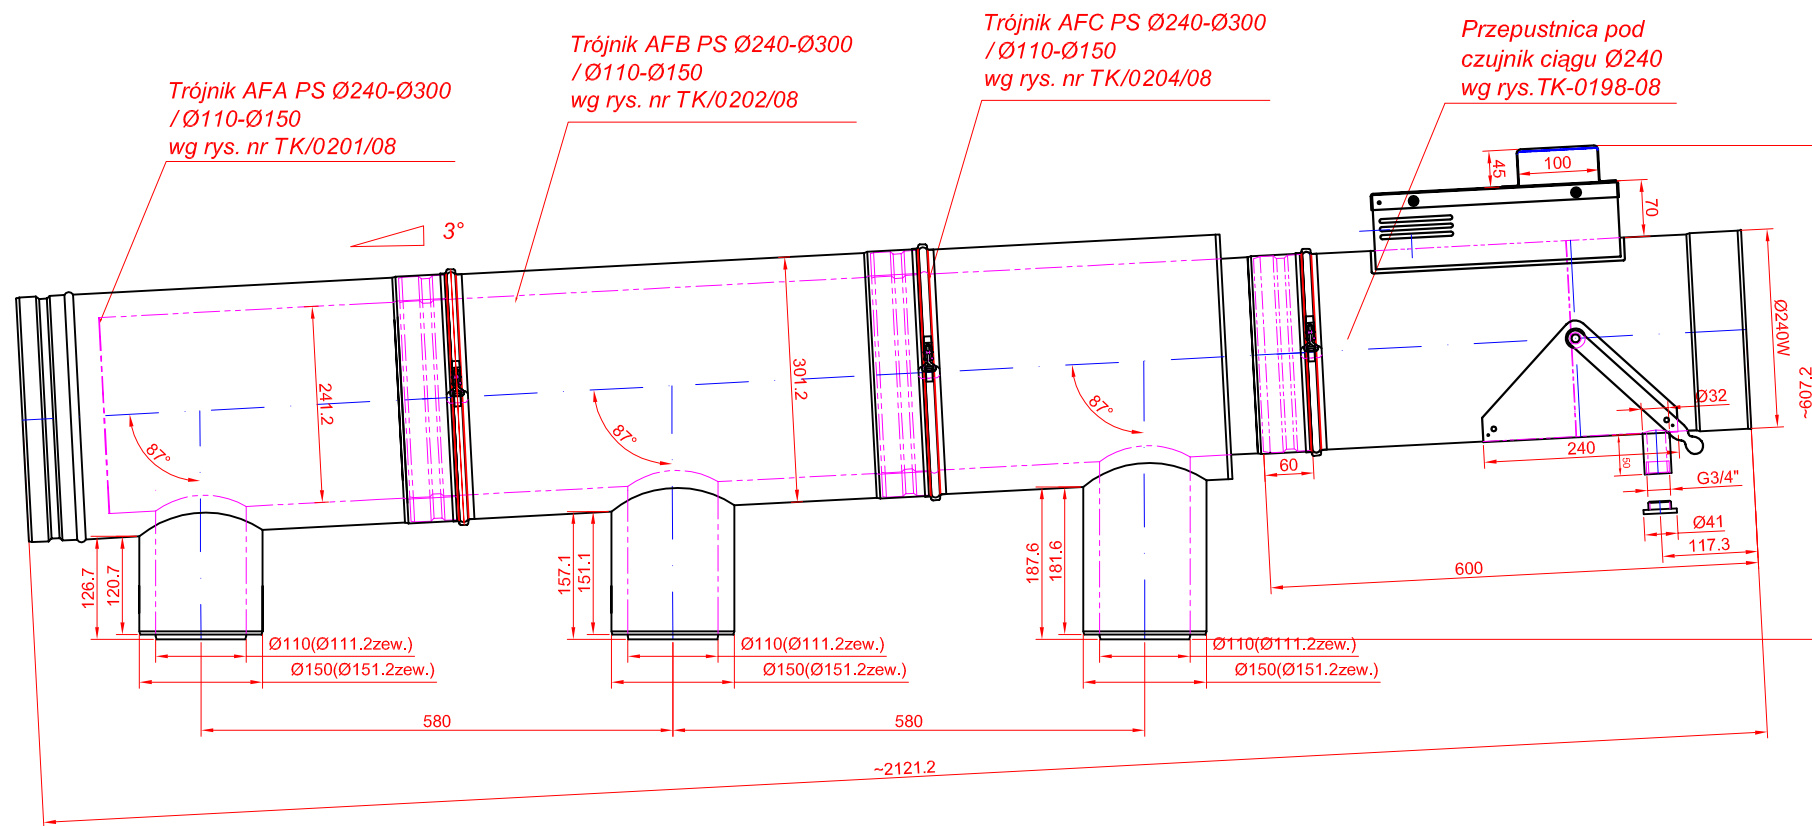 Trójnik AFA PS Ø240-Ø300
/Ø110-Ø150
wg rys. nr TK/0201/08
Trójnik AFB PS Ø240-Ø300
/Ø110-Ø150
wg rys. nr TK/0202/08
Trójnik AFC PS Ø240-Ø300
/Ø110-Ø150
wg rys. nr TK/0204/08
Przepustnica pod
czujnik ciągu Ø240
wg rys.TK-0198-08
3°
45
100
70
Ø240W
~607.2
241.2
301.2
87°
87°
87°
Ø32
240
50
60
G3/4"
Ø41
117.3
600
126.7
120.7
157.1
151.1
187.6
181.6
Ø110(Ø111.2zew.)
Ø150(Ø151.2zew.)
Ø110(Ø111.2zew.)
Ø150(Ø151.2zew.)
Ø110(Ø111.2zew.)
Ø150(Ø151.2zew.)
580
580
~2121.2